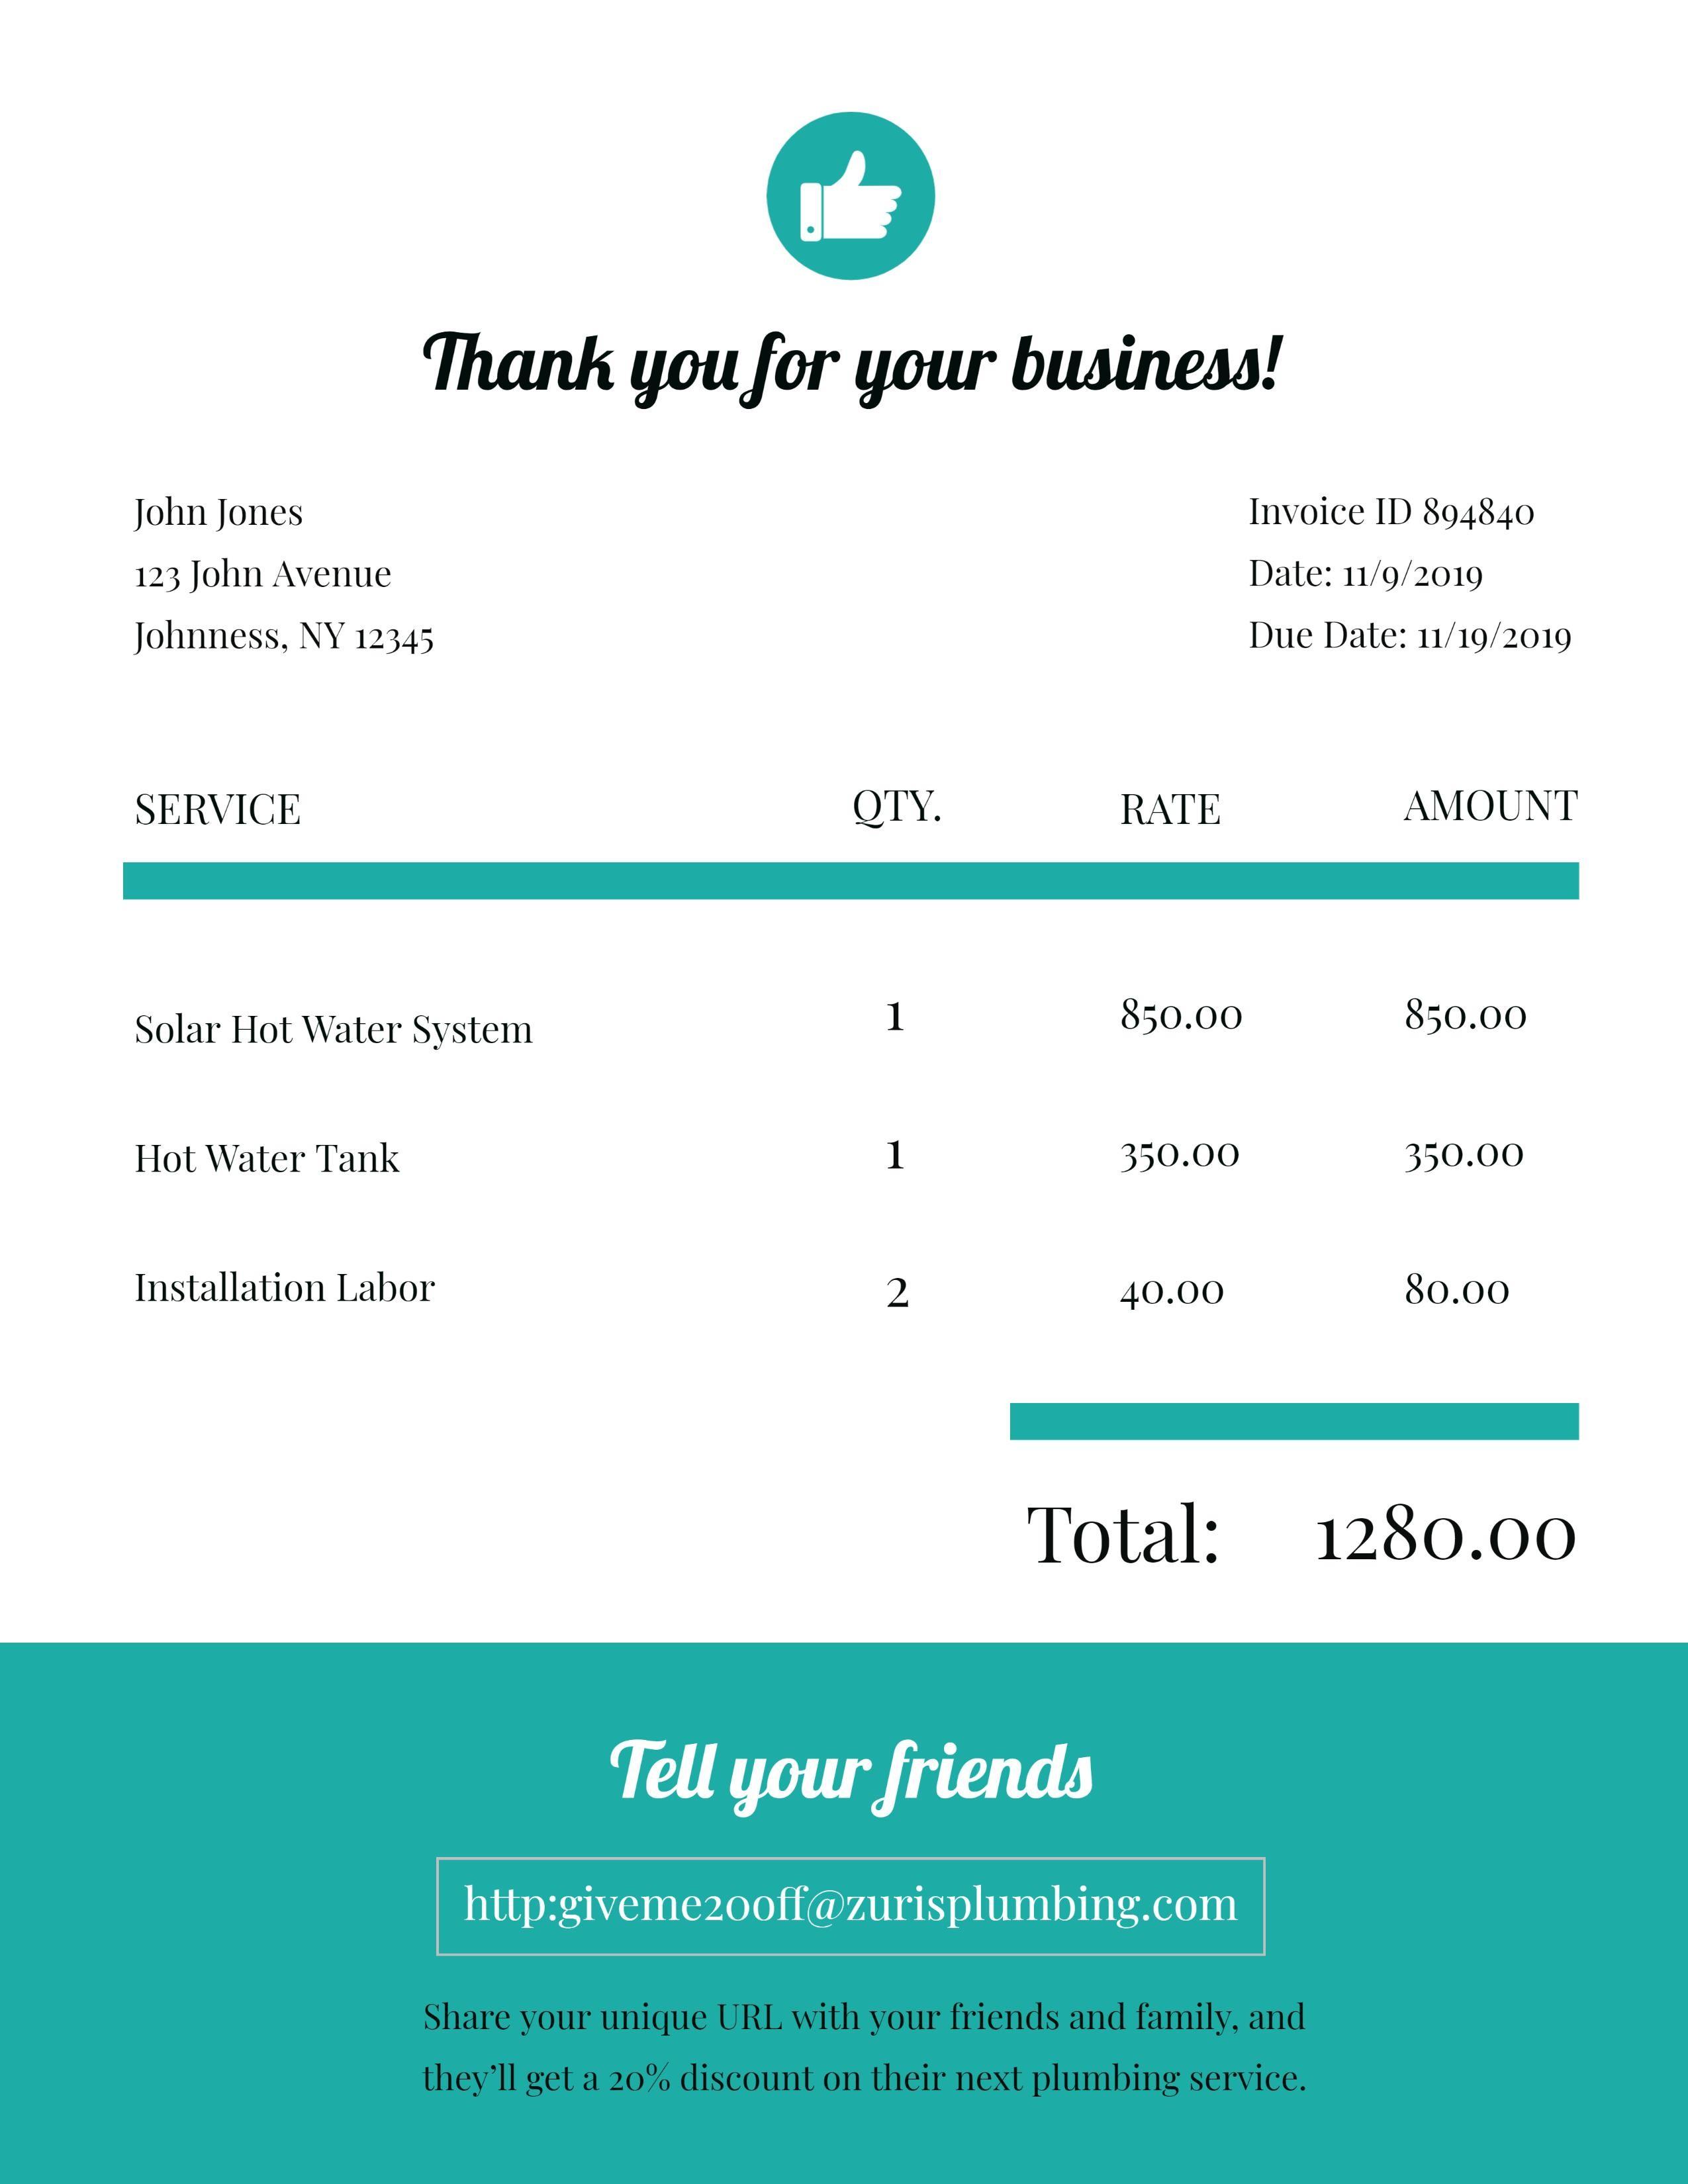 Thank you for your business!
John Jones
123 John Avenue
Johnness, NY 12345
Invoice ID 894840
Date: 11/9/2019
Due Date: 11/19/2019
SERVICE QTY. RATE AMOUNT
Solar Hot Water System 1 850.00 850.00
Hot Water Tank 1 350.00 350.00
Installation Labor 2 40.00 80.00
Total: 1280.00
Tell your friends
http:giveme20off@zurisplumbing.com
Share your unique URL with your friends and family, and
they’ll get a 20% discount on their next plumbing service.